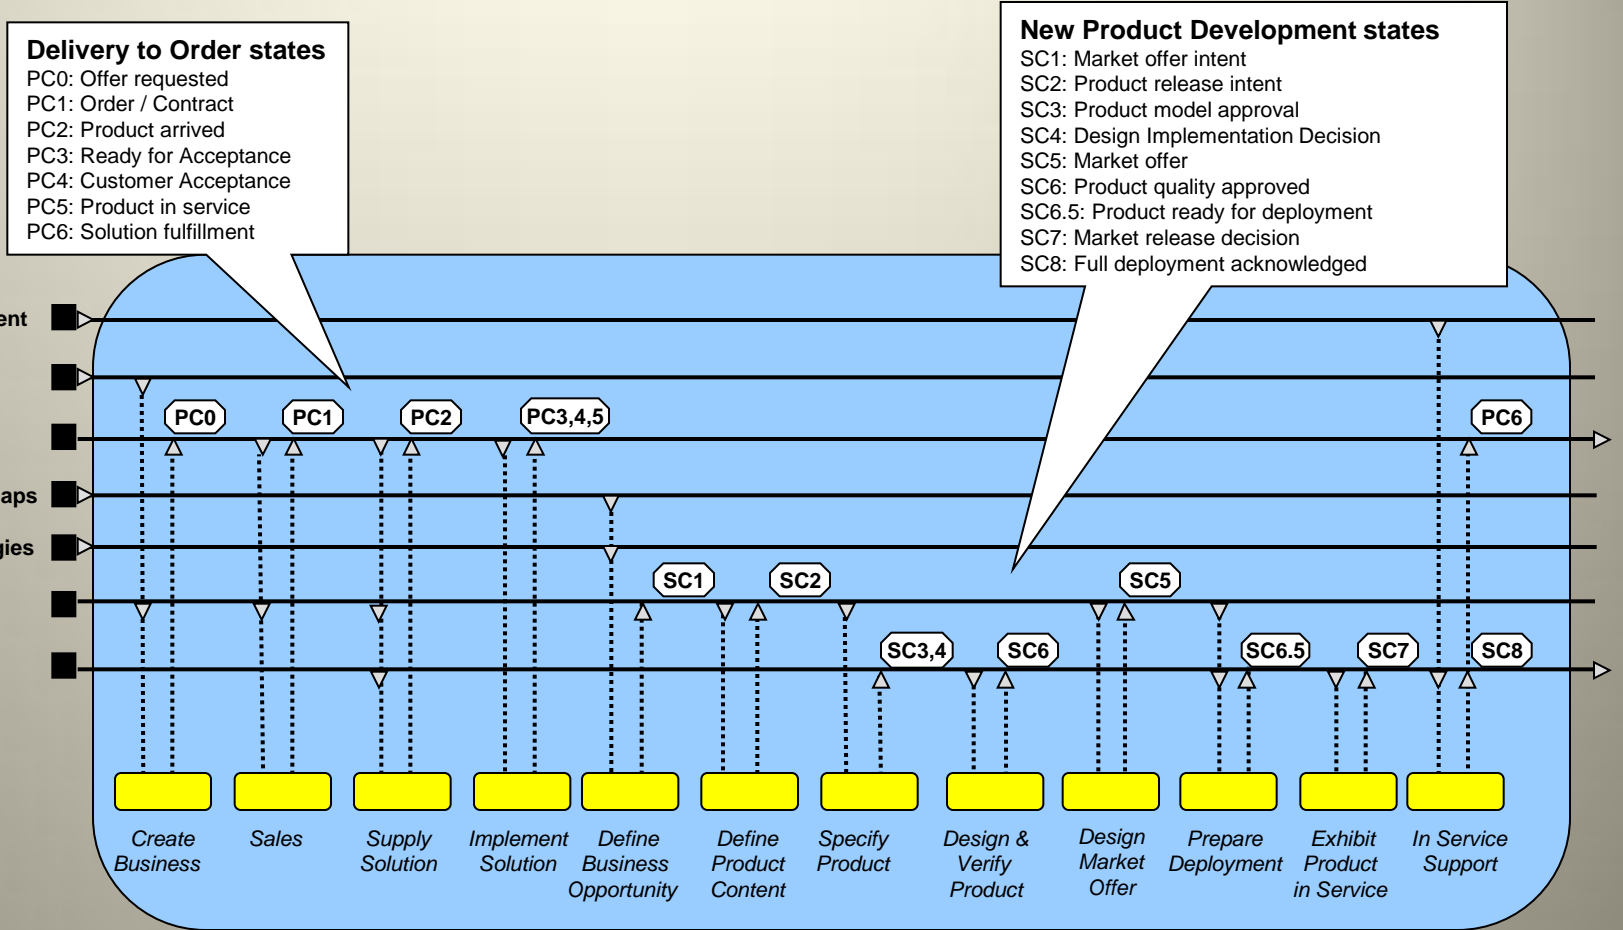 Delivery to Order states
PC0: Offer requested
PC1: Order / Contract
PC2: Product arrived
PC3: Ready for Acceptance
PC4: Customer Acceptance
PC5: Product in service
PC6: Solution fulfillment
New Product Development states
SC1: Market offer intent
SC2: Product release intent
SC3: Product model approval
SC4: Design Implementation Decision
SC5: Market offer
SC6: Product quality approved
SC6.5: Product ready for deployment
SC7: Market release decision
SC8: Full deployment acknowledged
ent
PC0
PC1
PC2
PC3,4,5
PC6
aps
gies
SC1
SC2
SC5
SC3,4
SC6
SC6.5
SC7
SC8
Create
Business
Sales
Supply
Solution
Implement
Solution
Define
Business
Opportunity
Define
Product
Content
Specify
Product
Design &
Verify
Product
Design
Market
Offer
Prepare
Deployment
Exhibit
Product
in Service
In Service
Support